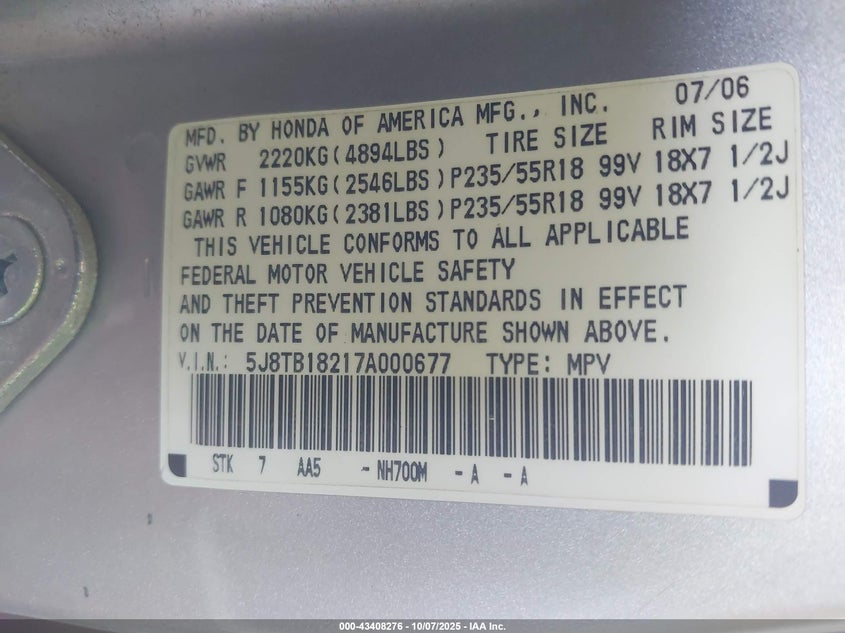 MFD. BY HONDA OF AMERICA MFG., INC. 07/06
GVWR 2220KG(4894LBS) TIRE SIZE RIM SIZE
GAWR F 1155KG(2546LBS)P235/55R18 99V 18X7 1/2J
GAWR R 1080KG(2381LBS)P235/55R18 99V 18X7 1/2J
THIS VEHICLE CONFORMS TO ALL APPLICABLE
FEDERAL MOTOR VEHICLE SAFETY
AND THEFT PREVENTION STANDARDS IN EFFECT
ON THE DATE OF MANUFACTURE SHOWN ABOVE.
V.I.N.: 5J8TB18217A000677 TYPE: MPV
STK 7 AA5 -NH700M -A -A
000-43408276 - 10/07/2025 - IAA Inc.